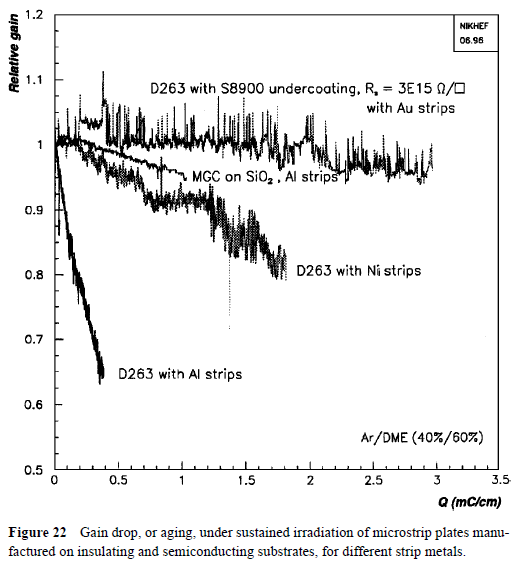 Relative gain
1.2
NIKHEF
06.96
1.1
D263 with S8900 undercoating, Rs = 3E15 Ω/□
with Au strips
1
MGC on SiO2, Al strips
0.9
D263 with Ni strips
0.8
0.7
D263 with Al strips
0.6
Ar/DME (40%/60%)
0.5
0 0.5 1 1.5 2 2.5 3 3.5
Q (mC/cm)
Figure 22 Gain drop, or aging, under sustained irradiation of microstrip plates manu-
factured on insulating and semiconducting substrates, for different strip metals.